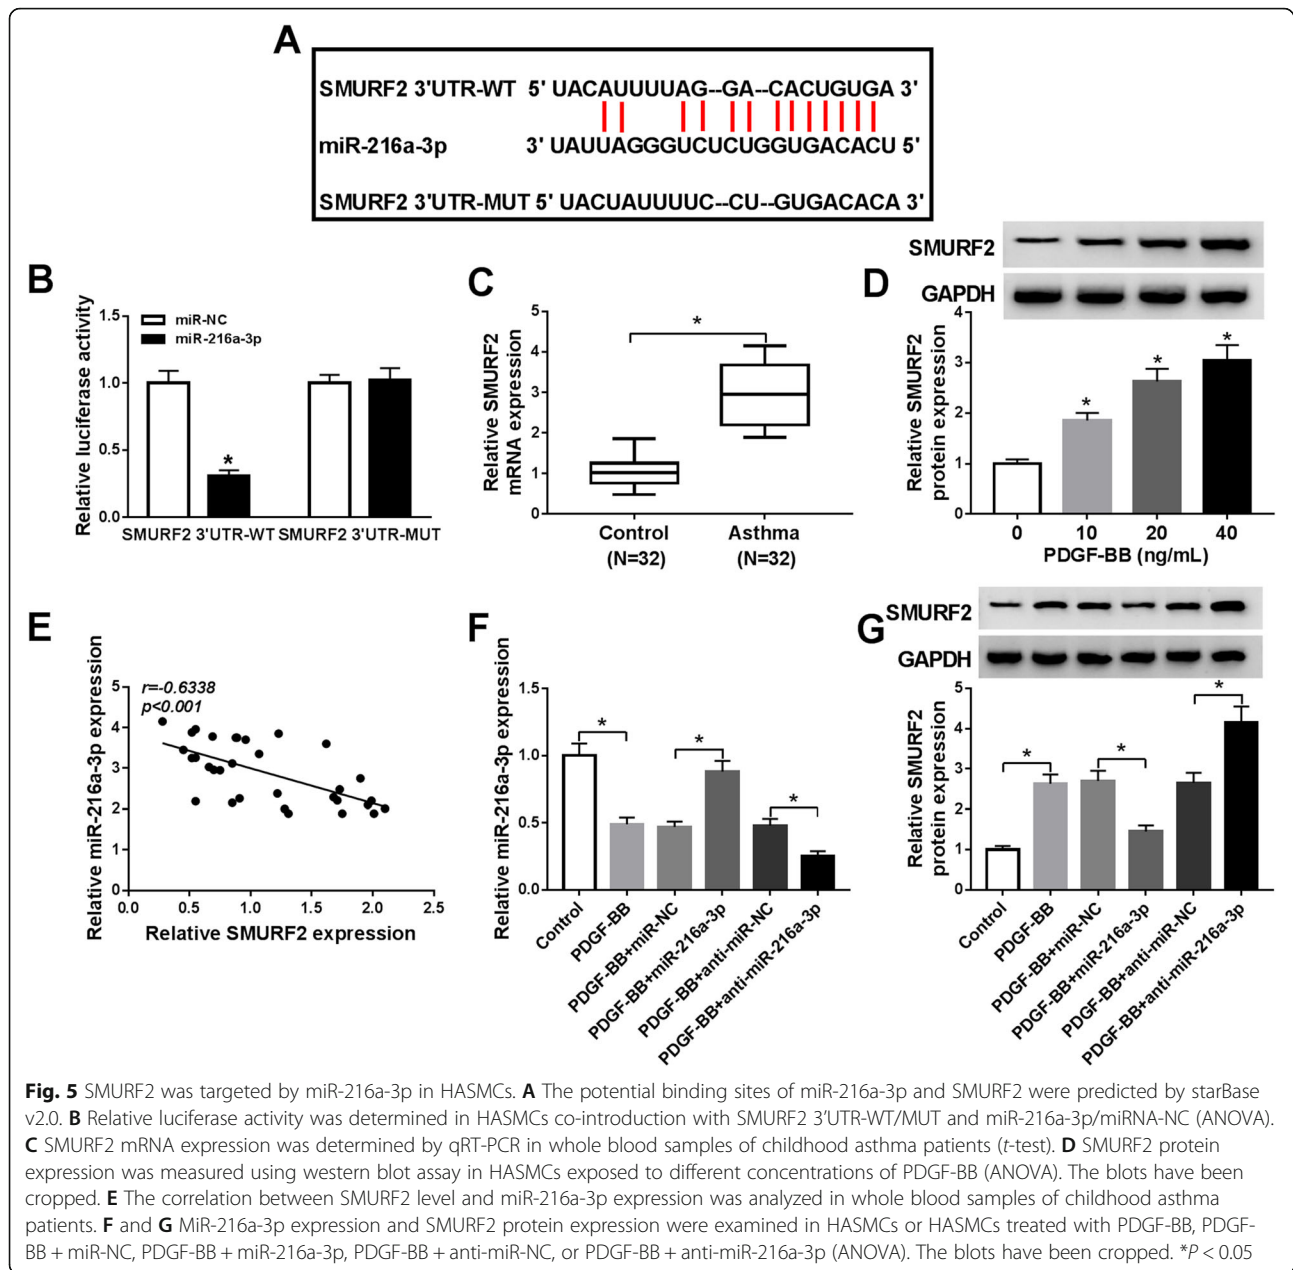 A
SMURF2 3'UTR-WT 5' UACAUUUUAG--GA--CACUGUGA 3'
miR-216a-3p 3' UAUUAGGGUCUCUGGUGACACU 5'
SMURF2 3'UTR-MUT 5' UACUAUUUUC--CU--GUGACACA 3'
B
Relative luciferase activity
1.5
1.0
0.5
0.0
miR-NC
miR-216a-3p
*
SMURF2 3'UTR-WT SMURF2 3'UTR-MUT
C
Relative SMURF2
mRNA expression
5
4
3
2
1
0
*
Control
(N=32)
Asthma
(N=32)
D
SMURF2
GAPDH
Relative SMURF2
protein expression
4
3
2
1
0
*
*
*
0 10 20 40
PDGF-BB (ng/mL)
E
Relative miR-216a-3p expression
5
4
3
2
1
0
r=-0.6338
p<0.001
0.0 0.5 1.0 1.5 2.0 2.5
Relative SMURF2 expression
F
Relative miR-216a-3p expression
1.5
1.0
0.5
0.0
*
*
*
Control
PDGF-BB
PDGF-BB+miR-NC
PDGF-BB+miR-216a-3p
PDGF-BB+anti-miR-NC
PDGF-BB+anti-miR-216a-3p
G
SMURF2
GAPDH
Relative SMURF2
protein expression
5
4
3
2
1
0
*
*
*
Control
PDGF-BB
PDGF-BB+miR-NC
PDGF-BB+miR-216a-3p
PDGF-BB+anti-miR-NC
PDGF-BB+anti-miR-216a-3p
Fig. 5 SMURF2 was targeted by miR-216a-3p in HASMCs. A The potential binding sites of miR-216a-3p and SMURF2 were predicted by starBase
v2.0. B Relative luciferase activity was determined in HASMCs co-introduction with SMURF2 3′UTR-WT/MUT and miR-216a-3p/miRNA-NC (ANOVA).
C SMURF2 mRNA expression was determined by qRT-PCR in whole blood samples of childhood asthma patients (t-test). D SMURF2 protein
expression was measured using western blot assay in HASMCs exposed to different concentrations of PDGF-BB (ANOVA). The blots have been
cropped. E The correlation between SMURF2 level and miR-216a-3p expression was analyzed in whole blood samples of childhood asthma
patients. F and G MiR-216a-3p expression and SMURF2 protein expression were examined in HASMCs or HASMCs treated with PDGF-BB, PDGF-
BB + miR-NC, PDGF-BB + miR-216a-3p, PDGF-BB + anti-miR-NC, or PDGF-BB + anti-miR-216a-3p (ANOVA). The blots have been cropped. *P < 0.05